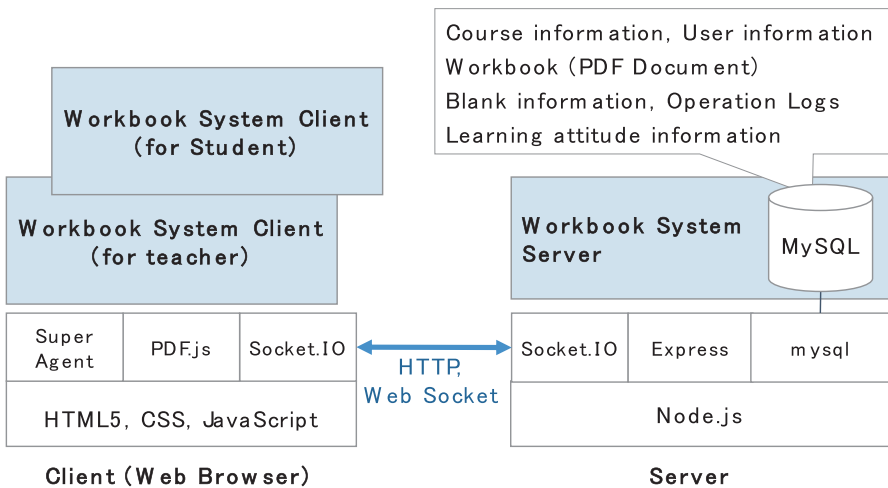 Course information, User information
Workbook (PDF Document)
Blank information, Operation Logs
Learning attitude information
Workbook System Client
(for Student)
Workbook System Client
(for teacher)
Workbook System
Server
MySQL
Super
Agent
PDF.js
Socket.IO
HTTP,
Web Socket
Socket.IO
Express
mysql
HTML5, CSS, JavaScript
Node.js
Client (Web Browser)
Server